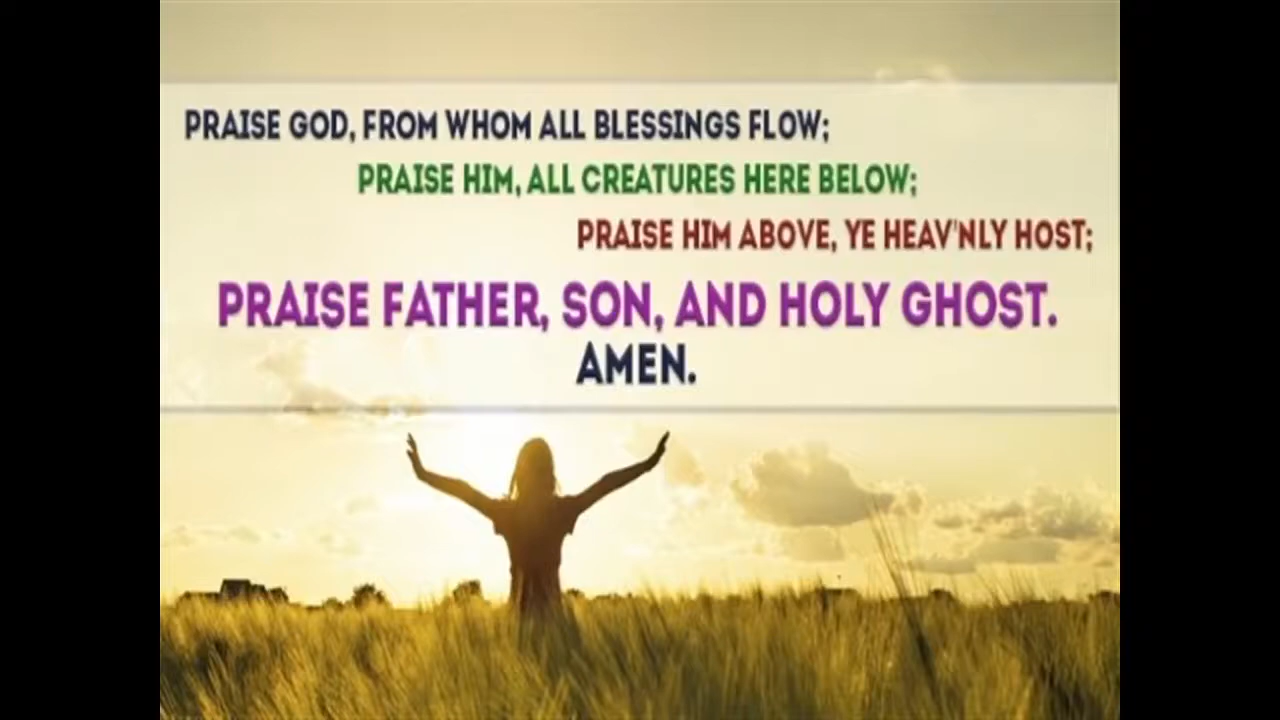 PRAISE GOD, FROM WHOM ALL BLESSINGS FLOW;
PRAISE HIM, ALL CREATURES HERE BELOW;
PRAISE HIM ABOVE, YE HEAV'NLY HOST;
PRAISE FATHER, SON, AND HOLY GHOST.
AMEN.